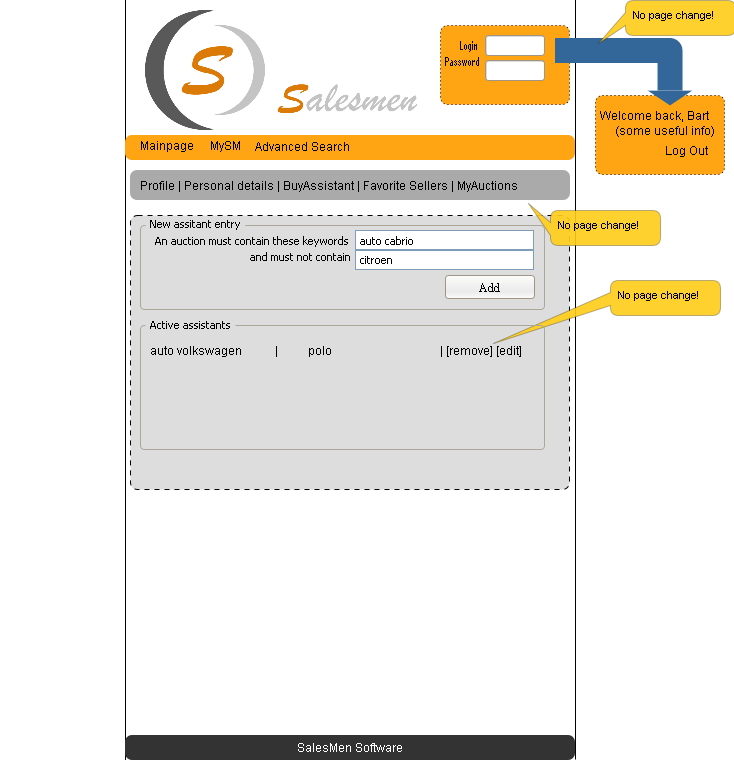 No page change!
Login
Password
S
Salesmen
Welcome back, Bart
(some useful info)
Log Out
Mainpage MySM Advanced Search
Profile | Personal details | BuyAssistant | Favorite Sellers | MyAuctions
No page change!
New assitant entry
An auction must contain these keywords auto cabrio
and must not contain citroen
Add
No page change!
Active assistants
auto volkswagen | polo | [remove] [edit]
SalesMen Software